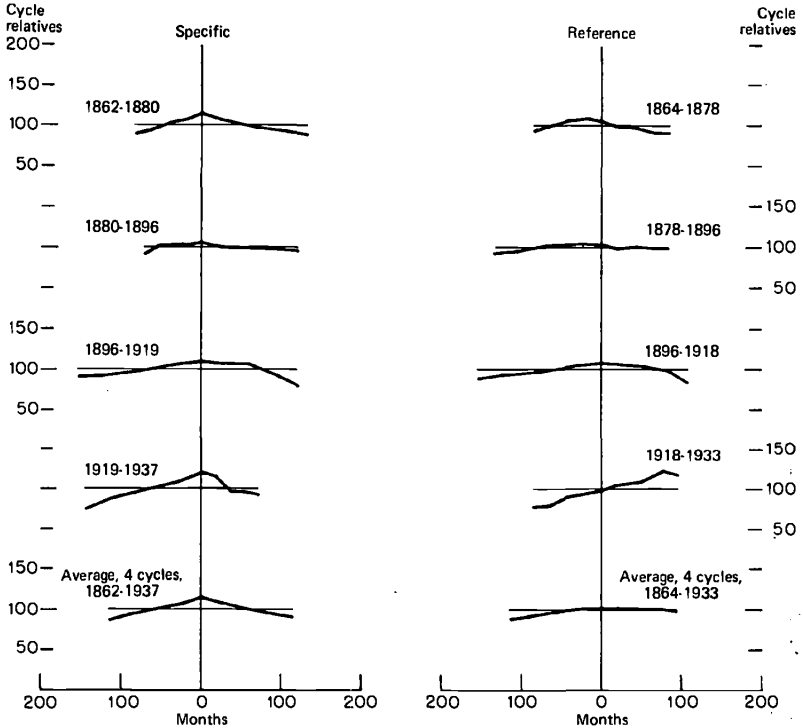 Cycle
relatives
Specific
Reference
Cycle
relatives
200
150
1862-1880
100
50
1864-1878
1880-1896
1878-1896
150
100
50
150
1896-1919
100
50
1896-1918
1919-1937
1918-1933
150
100
50
150
Average, 4 cycles,
1862-1937
100
50
Average, 4 cycles,
1864-1933
200 100 0 100 200
Months
200 100 0 100 200
Months